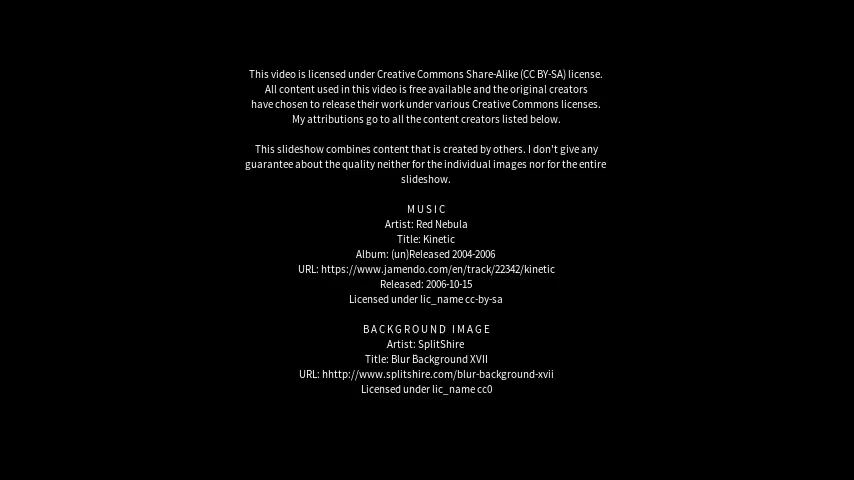 This video is licensed under Creative Commons Share-Alike (CC BY-SA) license.
All content used in this video is free available and the original creators
have chosen to release their work under various Creative Commons licenses.
My attributions go to all the content creators listed below.
This slideshow combines content that is created by others. I don't give any
guarantee about the quality neither for the individual images nor for the entire
slideshow.
MUSIC
Artist: Red Nebula
Title: Kinetic
Album: (un)Released 2004-2006
URL: https://www.jamendo.com/en/track/22342/kinetic
Released: 2006-10-15
Licensed under lic_name cc-by-sa
BACKGROUND IMAGE
Artist: SplitShire
Title: Blur Background XVII
URL: hhttp://www.splitshire.com/blur-background-xvii
Licensed under lic_name cc0